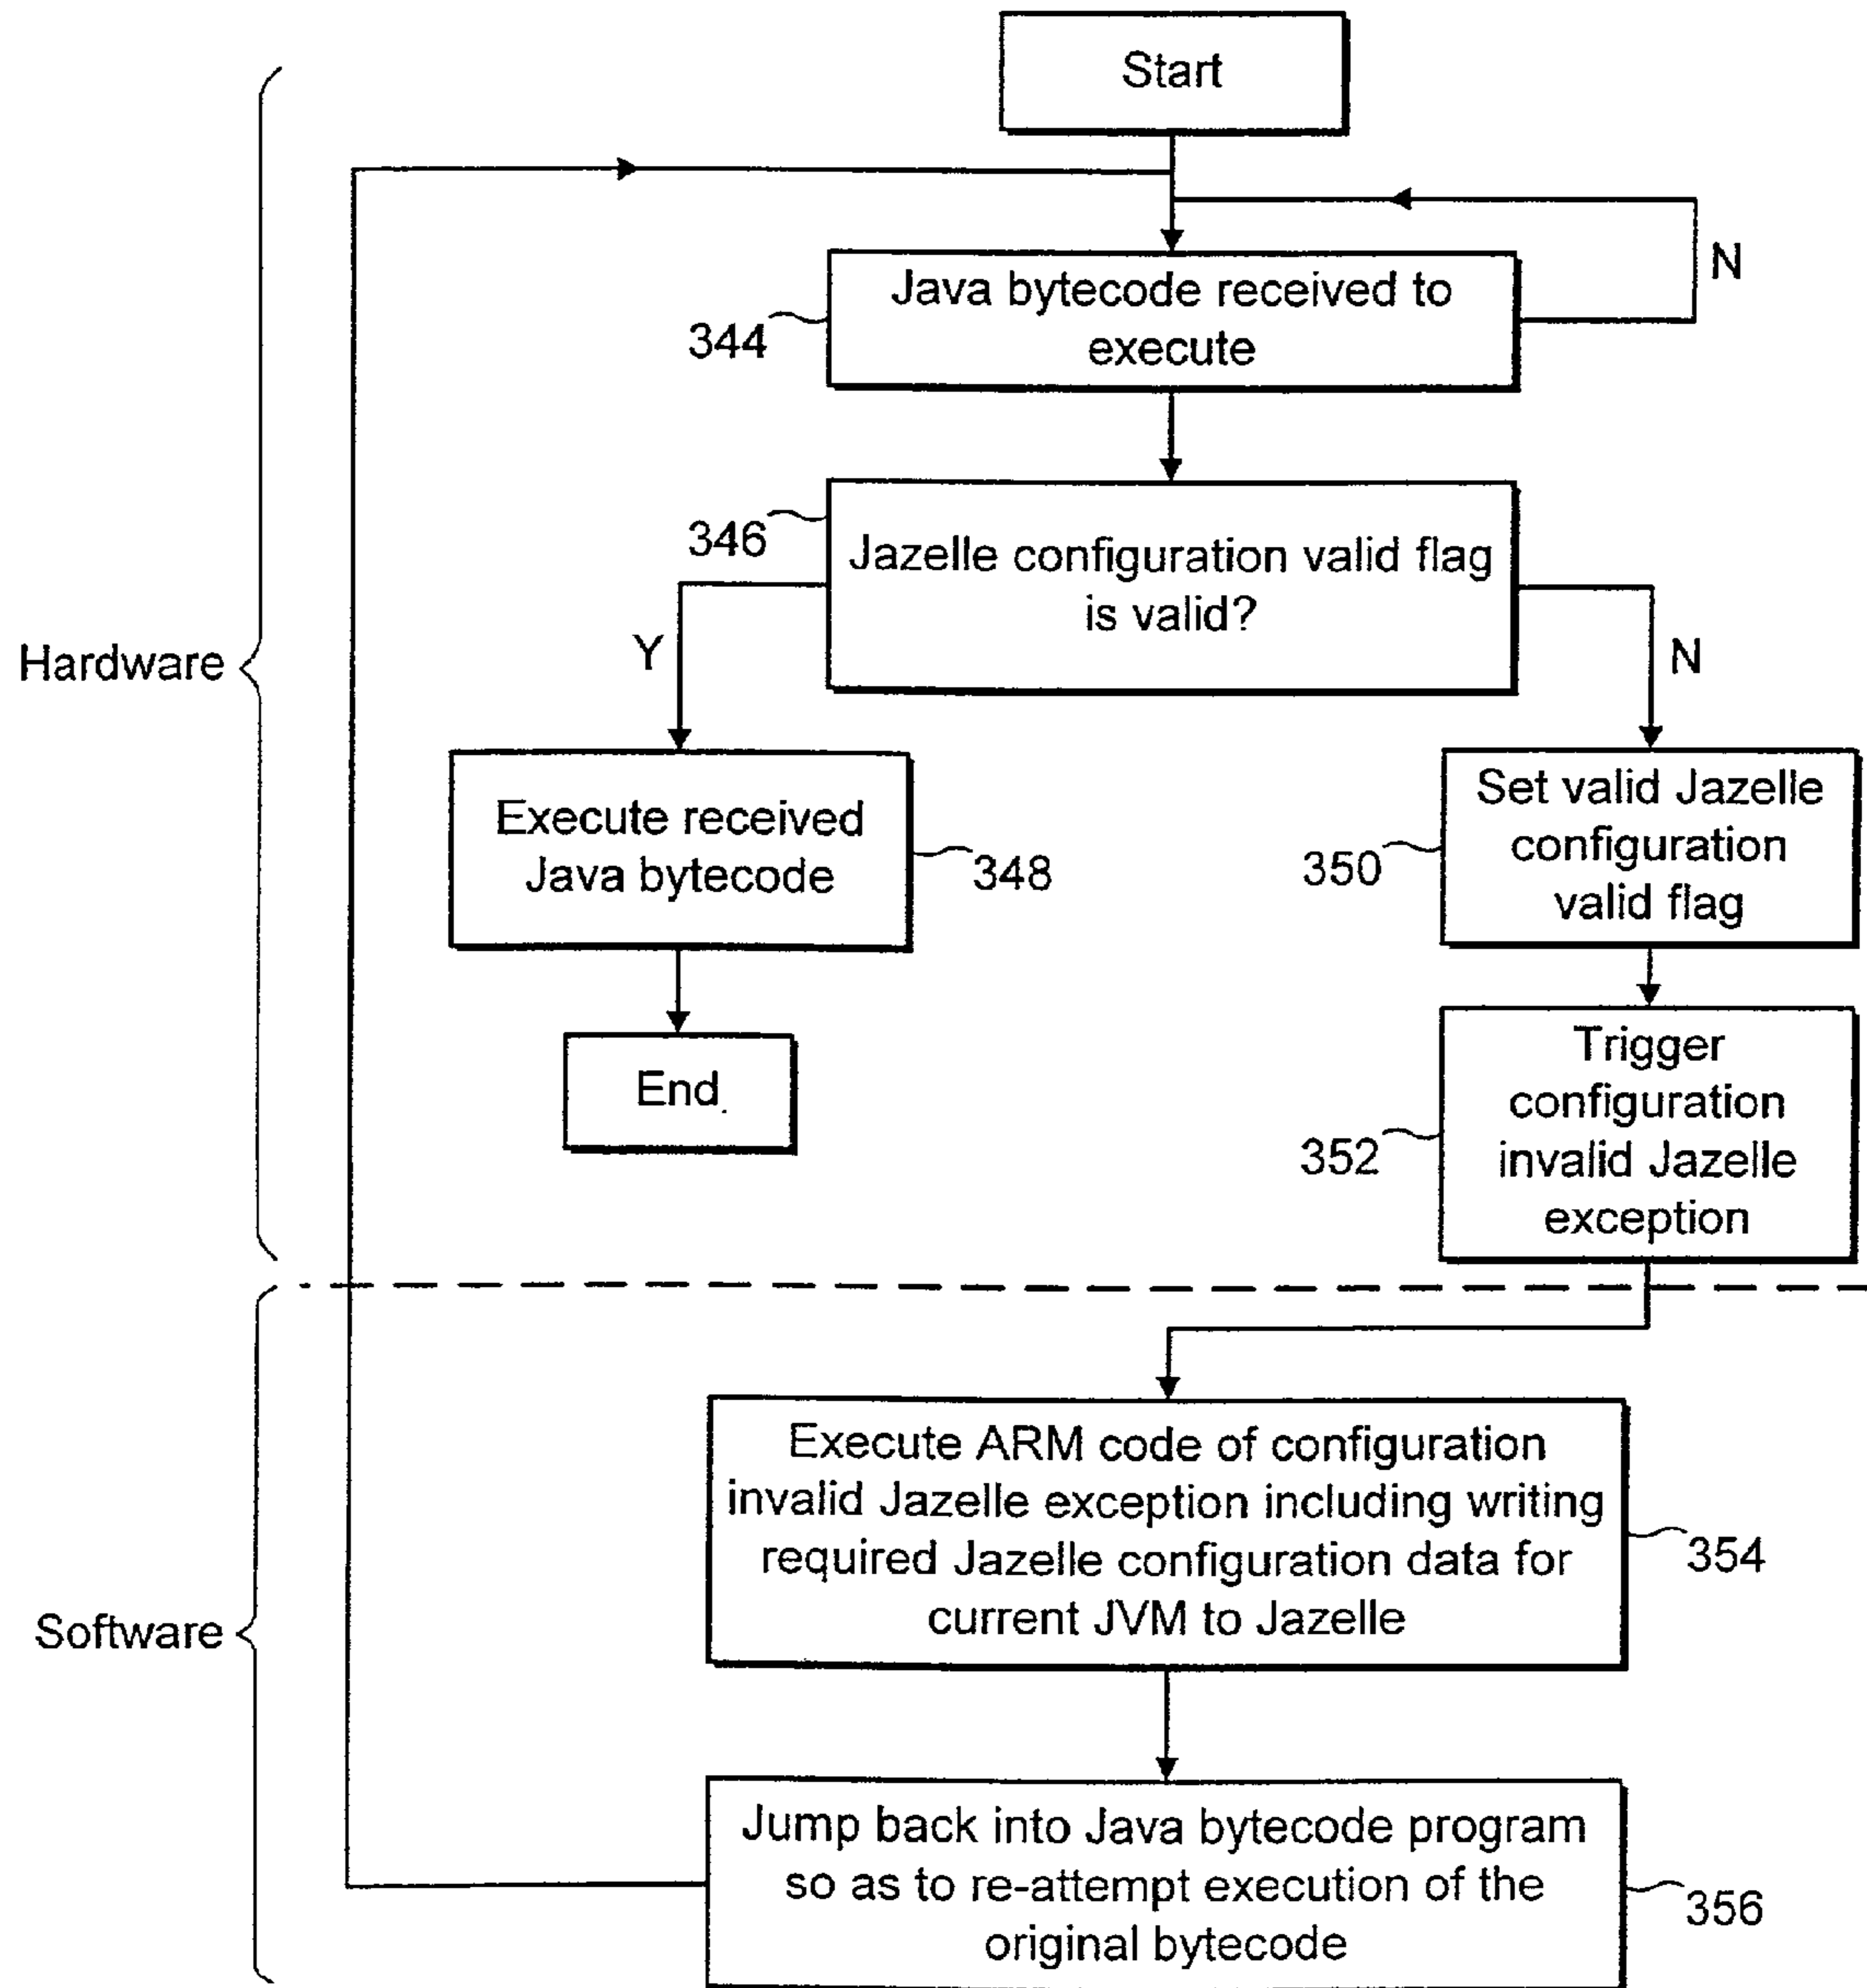 Start
N
Java bytecode received to
execute
344
346
Jazelle configuration valid flag
is valid?
Hardware
Y
N
Execute received
Java bytecode
348
Set valid Jazelle
configuration
valid flag
350
End
Trigger
configuration
invalid Jazelle
exception
352
Execute ARM code of configuration
invalid Jazelle exception including writing
required Jazelle configuration data for
current JVM to Jazelle
354
Software
Jump back into Java bytecode program
so as to re-attempt execution of the
original bytecode
356